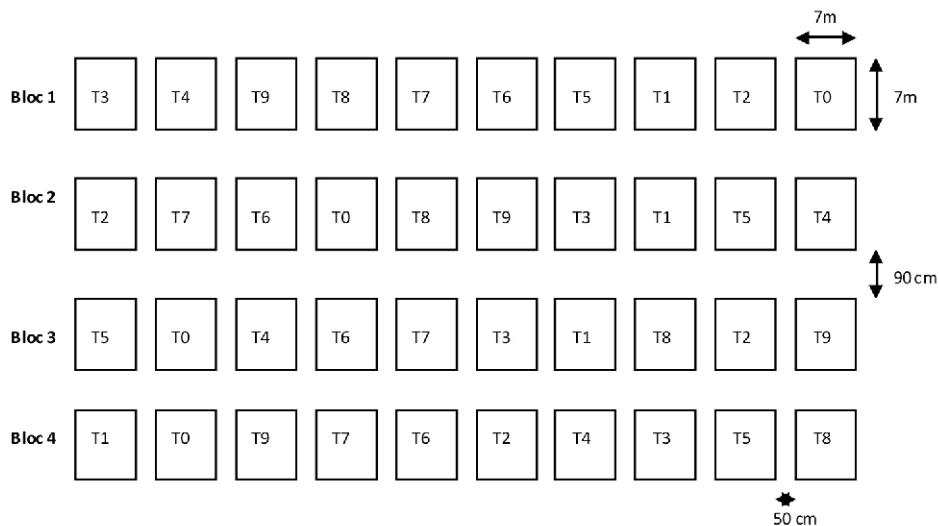 7m
Bloc 1 T3 T4 T9 T8 T7 T6 T5 T1 T2 T0 7m
Bloc 2 T2 T7 T6 T0 T8 T9 T3 T1 T5 T4
90 cm
Bloc 3 T5 T0 T4 T6 T7 T3 T1 T8 T2 T9
Bloc 4 T1 T0 T9 T7 T6 T2 T4 T3 T5 T8
50 cm